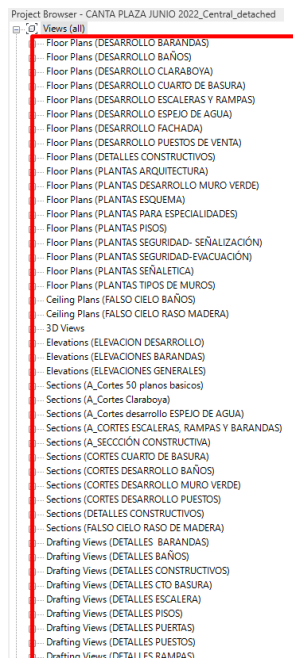 Project Browser - CANTA PLAZA JUNIO 2022_Central_detached
Views (all)
Floor Plans (DESARROLLO BARANDAS)
Floor Plans (DESARROLLO BAÑOS)
Floor Plans (DESARROLLO CLARABOYA)
Floor Plans (DESARROLLO CUARTO DE BASURA)
Floor Plans (DESARROLLO ESCALERAS Y RAMPAS)
Floor Plans (DESARROLLO ESPEJO DE AGUA)
Floor Plans (DESARROLLO FACHADA)
Floor Plans (DESARROLLO PUESTOS DE VENTA)
Floor Plans (DETALLES CONSTRUCTIVOS)
Floor Plans (PLANTAS ARQUITECTURA)
Floor Plans (PLANTAS DESARROLLO MURO VERDE)
Floor Plans (PLANTAS ESQUEMA)
Floor Plans (PLANTAS PARA ESPECIALIDADES)
Floor Plans (PLANTAS PISOS)
Floor Plans (PLANTAS SEGURIDAD- SEÑALIZACIÓN)
Floor Plans (PLANTAS SEGURIDAD-EVACUACIÓN)
Floor Plans (PLANTAS SEÑALETICA)
Floor Plans (PLANTAS TIPOS DE MUROS)
Ceiling Plans (FALSO CIELO BAÑOS)
Ceiling Plans (FALSO CIELO RASO MADERA)
3D Views
Elevations (ELEVACION DESARROLLO)
Elevations (ELEVACIONES BARANDAS)
Elevations (ELEVACIONES GENERALES)
Sections (A_Cortes 50 planos basicos)
Sections (A_Cortes Claraboya)
Sections (A_Cortes desarrollo ESPEJO DE AGUA)
Sections (A_CORTES ESCALERAS, RAMPAS Y BARANDAS)
Sections (A_SECCCIÓN CONSTRUCTIVA)
Sections (CORTES CUARTO DE BASURA)
Sections (CORTES DESARROLLO BAÑOS)
Sections (CORTES DESARROLLO MURO VERDE)
Sections (CORTES DESARROLLO PUESTOS)
Sections (DETALLES CONSTRUCTIVOS)
Sections (FALSO CIELO RASO DE MADERA)
Drafting Views (DETALLES  BARANDAS)
Drafting Views (DETALLES BAÑOS)
Drafting Views (DETALLES CONSTRUCTIVOS)
Drafting Views (DETALLES CTO BASURA)
Drafting Views (DETALLES ESCALERA)
Drafting Views (DETALLES PISOS)
Drafting Views (DETALLES PUERTAS)
Drafting Views (DETALLES PUESTOS)
Drafting Views (DETALLES RAMPAS)